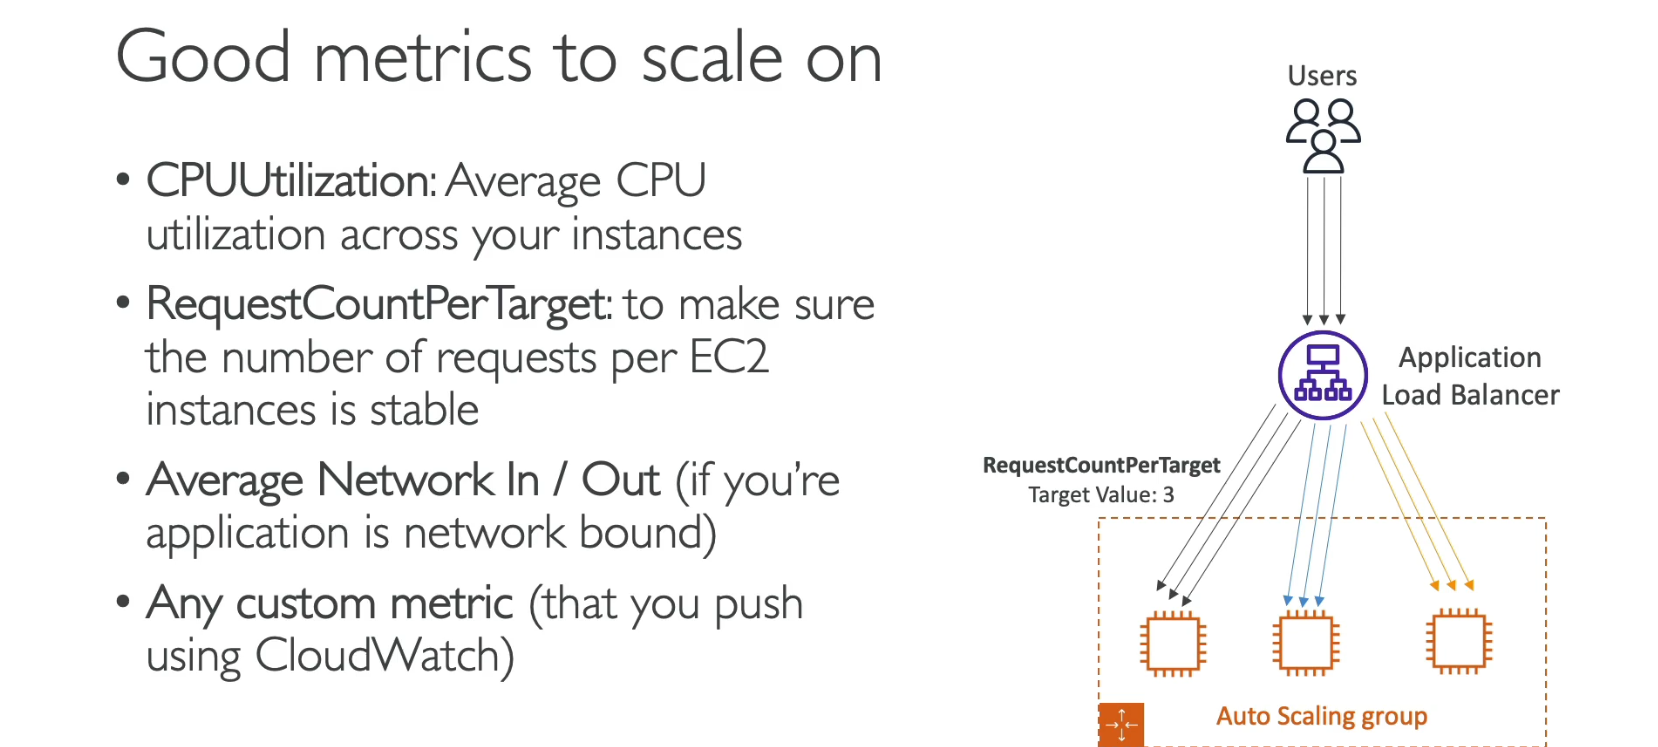 Good metrics to scale on
• CPUUtilization: Average CPU
utilization across your instances
• RequestCountPerTarget: to make sure
the number of requests per EC2
instances is stable
• Average Network In / Out (if you’re
application is network bound)
• Any custom metric (that you push
using CloudWatch)
Users
Application
Load Balancer
RequestCountPerTarget
Target Value: 3
Auto Scaling group